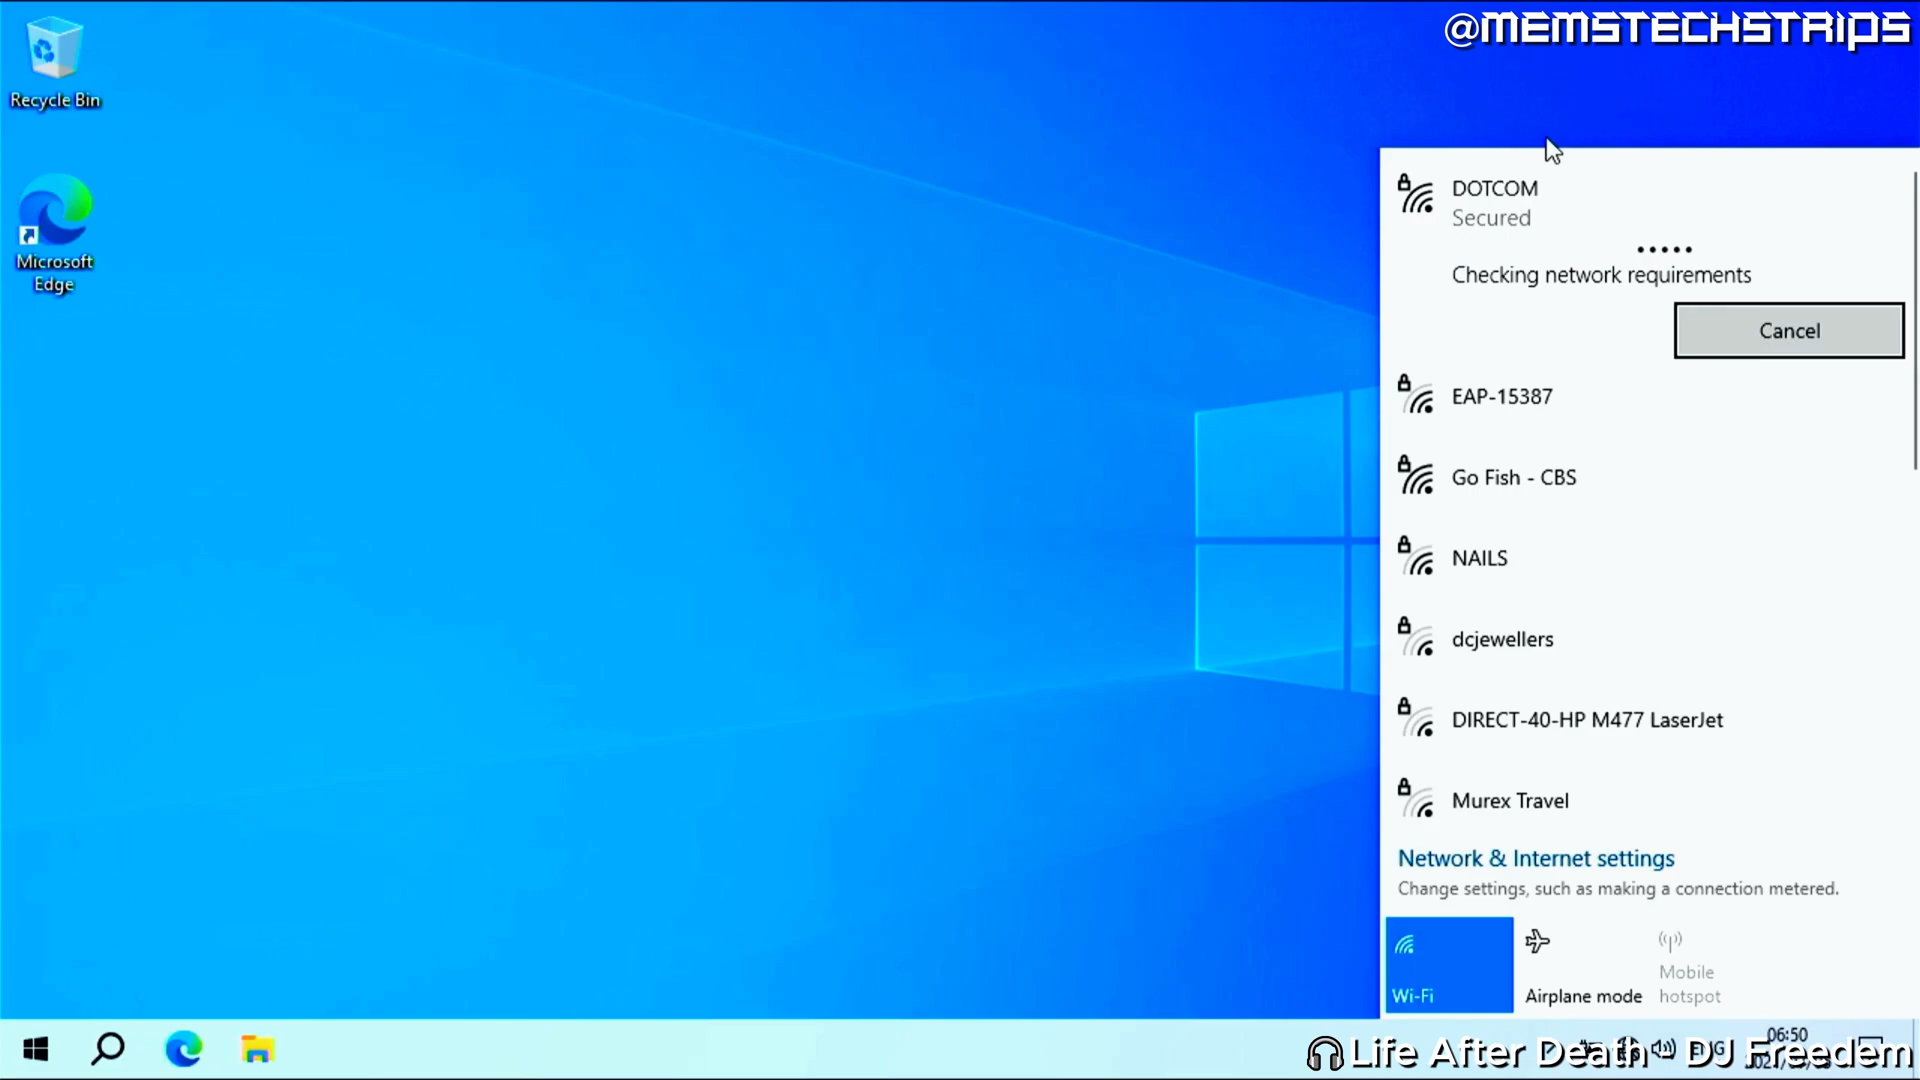 @MEMSTECHSTRIPS
Recycle Bin
Microsoft
Edge
DOTCOM
Secured
Checking network requirements
Cancel
EAP-15387
Go Fish - CBS
NAILS
dcjewellers
DIRECT-40-HP M477 LaserJet
Murex Travel
Network & Internet settings
Change settings, such as making a connection metered.
Wi-Fi
Airplane mode
Mobile
hotspot
06:50
ENG
Life After Death - DJ Freedem